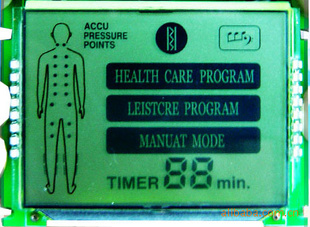 ACCU
PRESSURE
POINTS
HEALTH CARE PROGRAM
LEISTCRE PROGRAM
MANUAT MODE
TIMER 88 min.